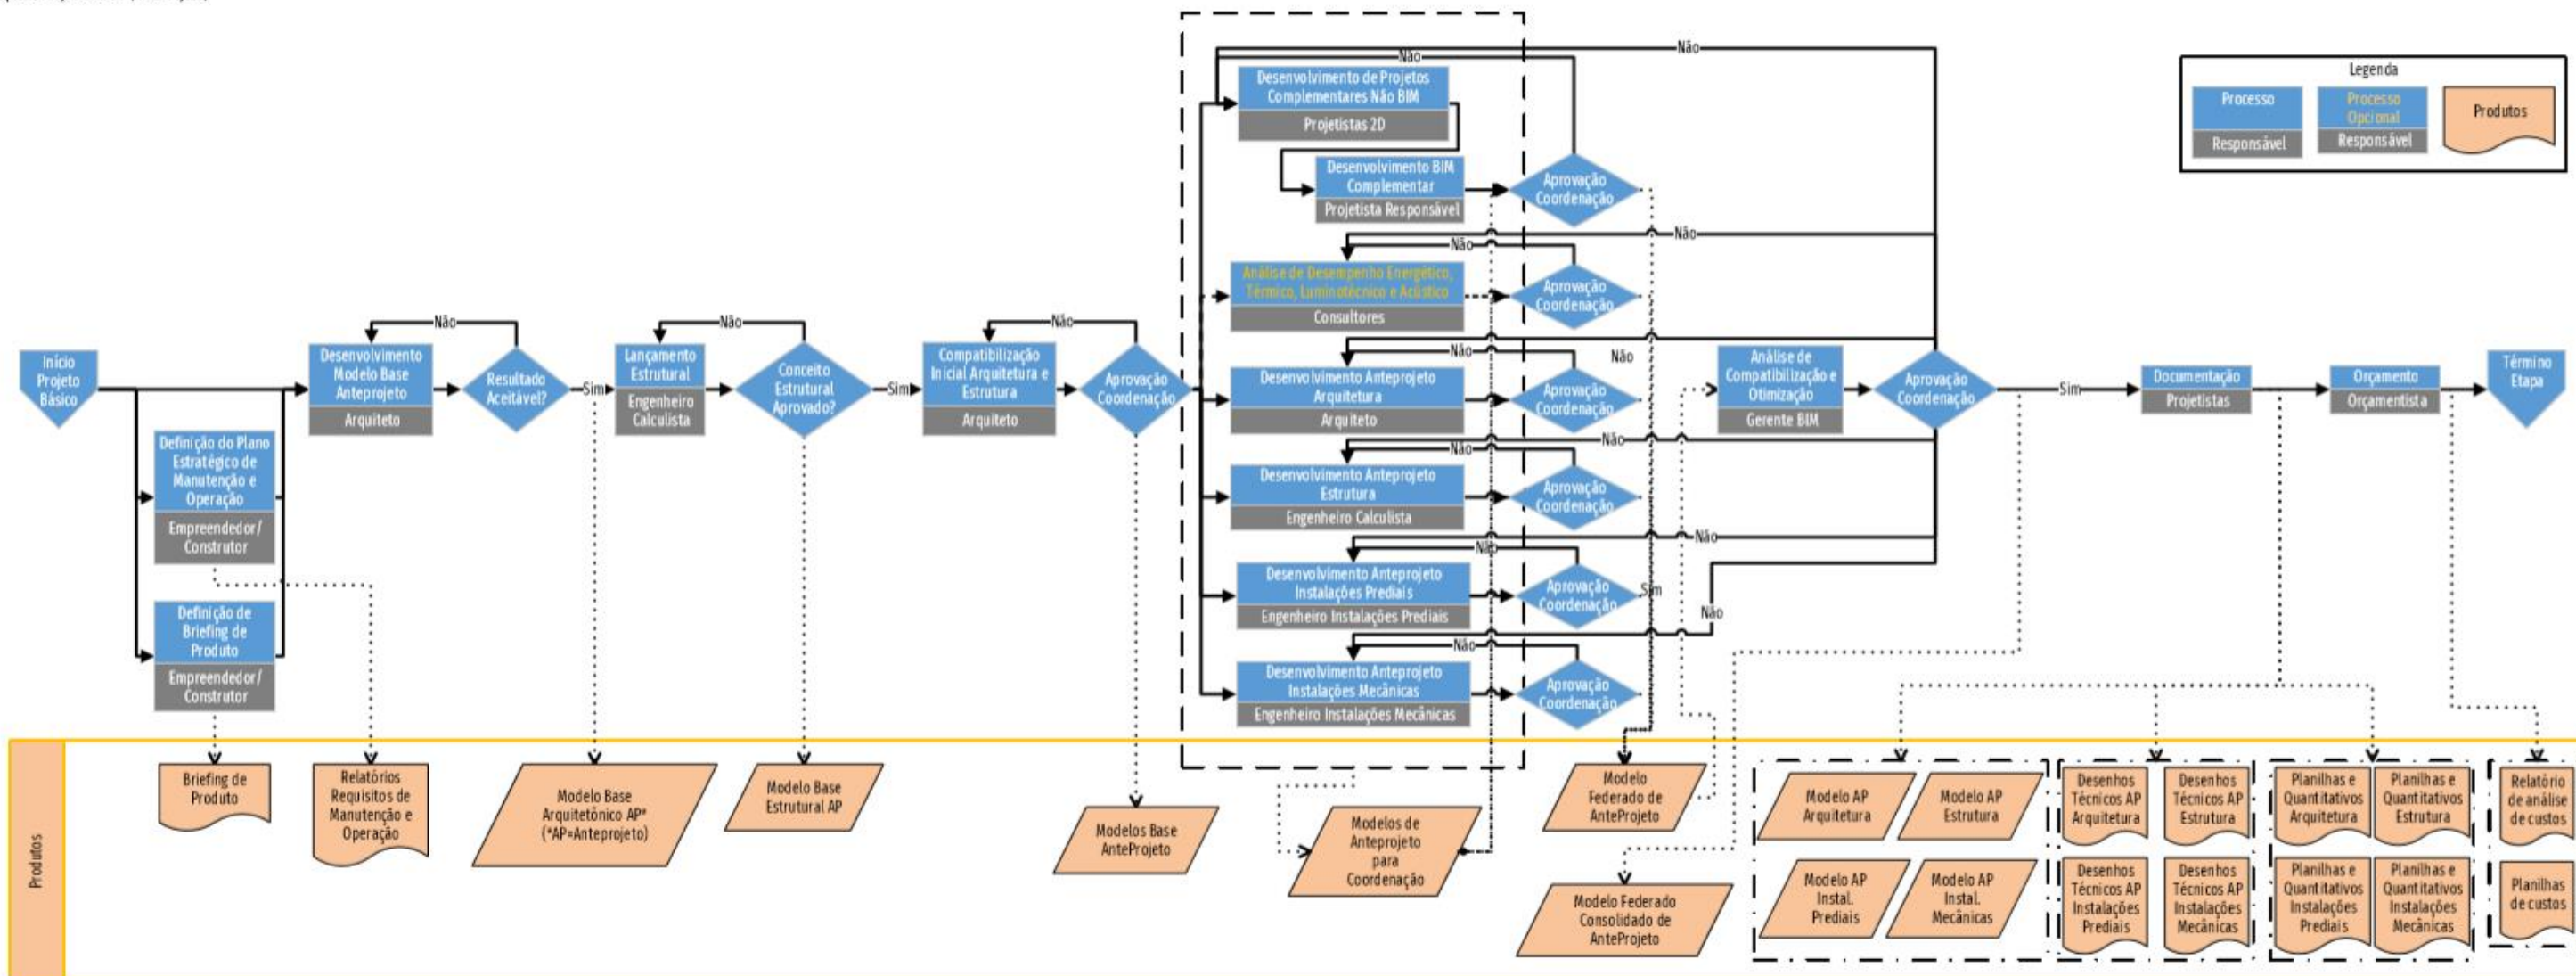 Início
Projeto
Básico
Definição do Plano
Estratégico de
Manutenção e
Operação
Empreendedor/
Construtor
Definição de
Briefing de
Produto
Empreendedor/
Construtor
Desenvolvimento
Modelo Base
Anteprojeto
Arquiteto
Não
Resultado
Aceitável?
Sim
Lançamento
Estrutural
Engenheiro
Calculista
Não
Conceito
Estrutural
Aprovado?
Sim
Compatibilização
Inicial Arquitetura e
Estrutura
Arquiteto
Não
Aprovação
Coordenação
Não
Não
Desenvolvimento de Projetos
Complementares Não BIM
Projetistas 2D
Desenvolvimento BIM
Complementar
Projetista Responsável
Aprovação
Coordenação
Não
Não
Análise de Desempenho Energético,
Térmico, Luminotécnico e Acústico
Consultores
Aprovação
Coordenação
Não
Não
Desenvolvimento Anteprojeto
Arquitetura
Arquiteto
Aprovação
Coordenação
Não
Não
Desenvolvimento Anteprojeto
Estrutura
Engenheiro Calculista
Aprovação
Coordenação
Não
Não
Desenvolvimento Anteprojeto
Instalações Prediais
Engenheiro Instalações Prediais
Aprovação
Coordenação
Sim
Não
Não
Desenvolvimento Anteprojeto
Instalações Mecânicas
Engenheiro Instalações Mecânicas
Aprovação
Coordenação
Análise de
Compatibilização e
Otimização
Gerente BIM
Aprovação
Coordenação
Sim
Documentação
Projetistas
Orçamento
Orçamentista
Término
Etapa
Legenda
Processo
Responsável
Processo
Opcional
Responsável
Produtos
Produtos
Briefing de
Produto
Relatórios
Requisitos de
Manutenção e
Operação
Modelo Base
Arquitetônico AP*
(*AP=Anteprojeto)
Modelo Base
Estrutural AP
Modelos Base
AnteProjeto
Modelos de
Anteprojeto
para
Coordenação
Modelo
Federado de
AnteProjeto
Modelo Federado
Consolidado de
AnteProjeto
Modelo AP
Arquitetura
Modelo AP
Estrutura
Modelo AP
Instal.
Prediais
Modelo AP
Instal.
Mecânicas
Desenhos
Técnicos AP
Arquitetura
Desenhos
Técnicos AP
Estrutura
Desenhos
Técnicos AP
Instalações
Prediais
Desenhos
Técnicos AP
Instalações
Mecânicas
Planilhas e
Quantitativos
Arquitetura
Planilhas e
Quantitativos
Estrutura
Planilhas e
Quantitativos
Instalações
Prediais
Planilhas e
Quantitativos
Instalações
Mecânicas
Relatório
de análise
de custos
Planilhas
de custos